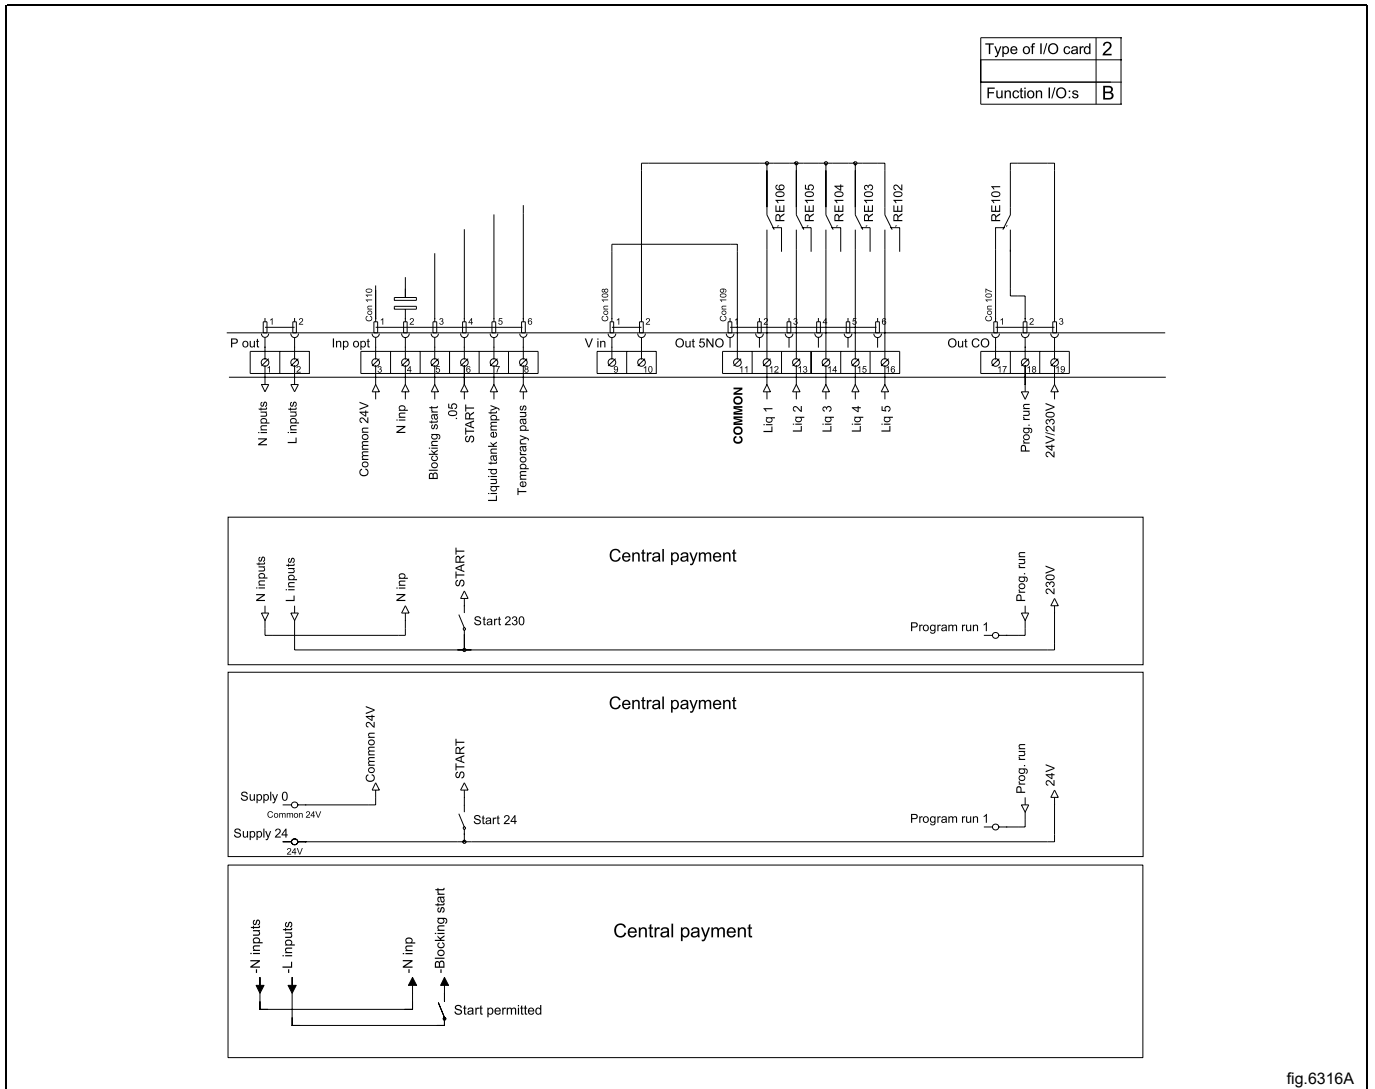 Type of I/O card 2
Function I/O:s B
RE106 RE105 RE104 RE103 RE102 RE101
Con 110 Con 108 Con 109 Con 107
1 2 1 2 3 4 5 6 1 2 1 2 3 4 5 6 1 2 3
P out Inp opt V in Out 5NO Out CO
1 2 3 4 5 6 7 8 9 10 11 12 13 14 15 16 17 18 19
N inputs
L inputs
Common 24V
N inp
Blocking start
.05
START
Liquid tank empty
Temporary paus
COMMON
Liq 1
Liq 2
Liq 3
Liq 4
Liq 5
Prog. run
24V/230V
Central payment
N inputs
L inputs
N inp
START
Start 230
Program run 1
Prog. run
230V
Central payment
Supply 0
Common 24V
Supply 24
24V
Common 24V
START
Start 24
Program run 1
Prog. run
24V
Central payment
-N inputs
-L inputs
-N inp
-Blocking start
Start permitted
fig.6316A